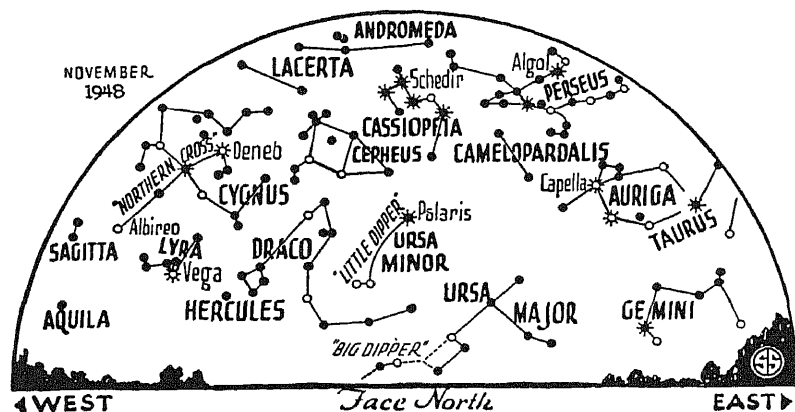 ANDROMEDA
NOVEMBER
1948
LACERTA
Schedir
Algol
PERSEUS
CASSIOPEIA
"NORTHERN CROSS"
Deneb
CEPHEUS
CAMELOPARDALIS
CYGNUS
Capella
AURIGA
TAURUS
Albireo
SAGITTA
LYRA
Vega
DRACO
"LITTLE DIPPER"
Polaris
URSA
MINOR
HERCULES
AQUILA
URSA
MAJOR
GEMINI
"BIG DIPPER"
SS
◄WEST
Face North
EAST►